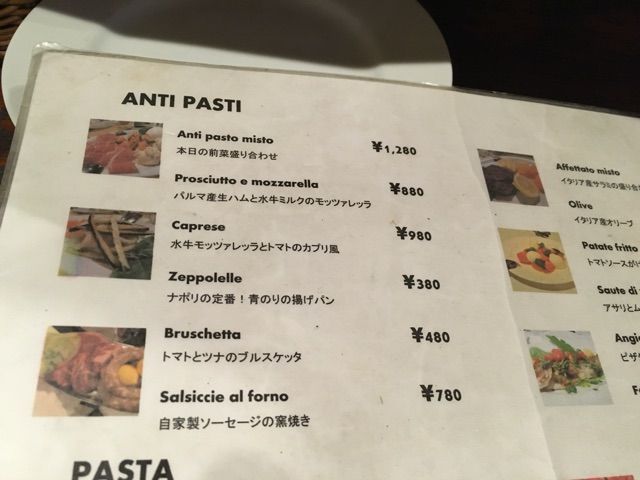 ANTI PASTI
Anti pasto misto ¥1,280
本日の前菜盛り合わせ
Prosciutto e mozzarella ¥880
パルマ産生ハムと水牛ミルクのモッツァレッラ
Caprese ¥980
水牛モッツァレッラとトマトのカプリ風
Zeppolelle ¥380
ナポリの定番！青のりの揚げパン
Bruschetta ¥480
トマトとツナのブルスケッタ
Salsiccie al forno ¥780
自家製ソーセージの窯焼き
PASTA
Affettato misto
イタリア産サラミの盛り合
Olive
イタリア産オリーブ
Patate fritto
トマトソースが
Saute di
アサリとム
Angio
ピザ